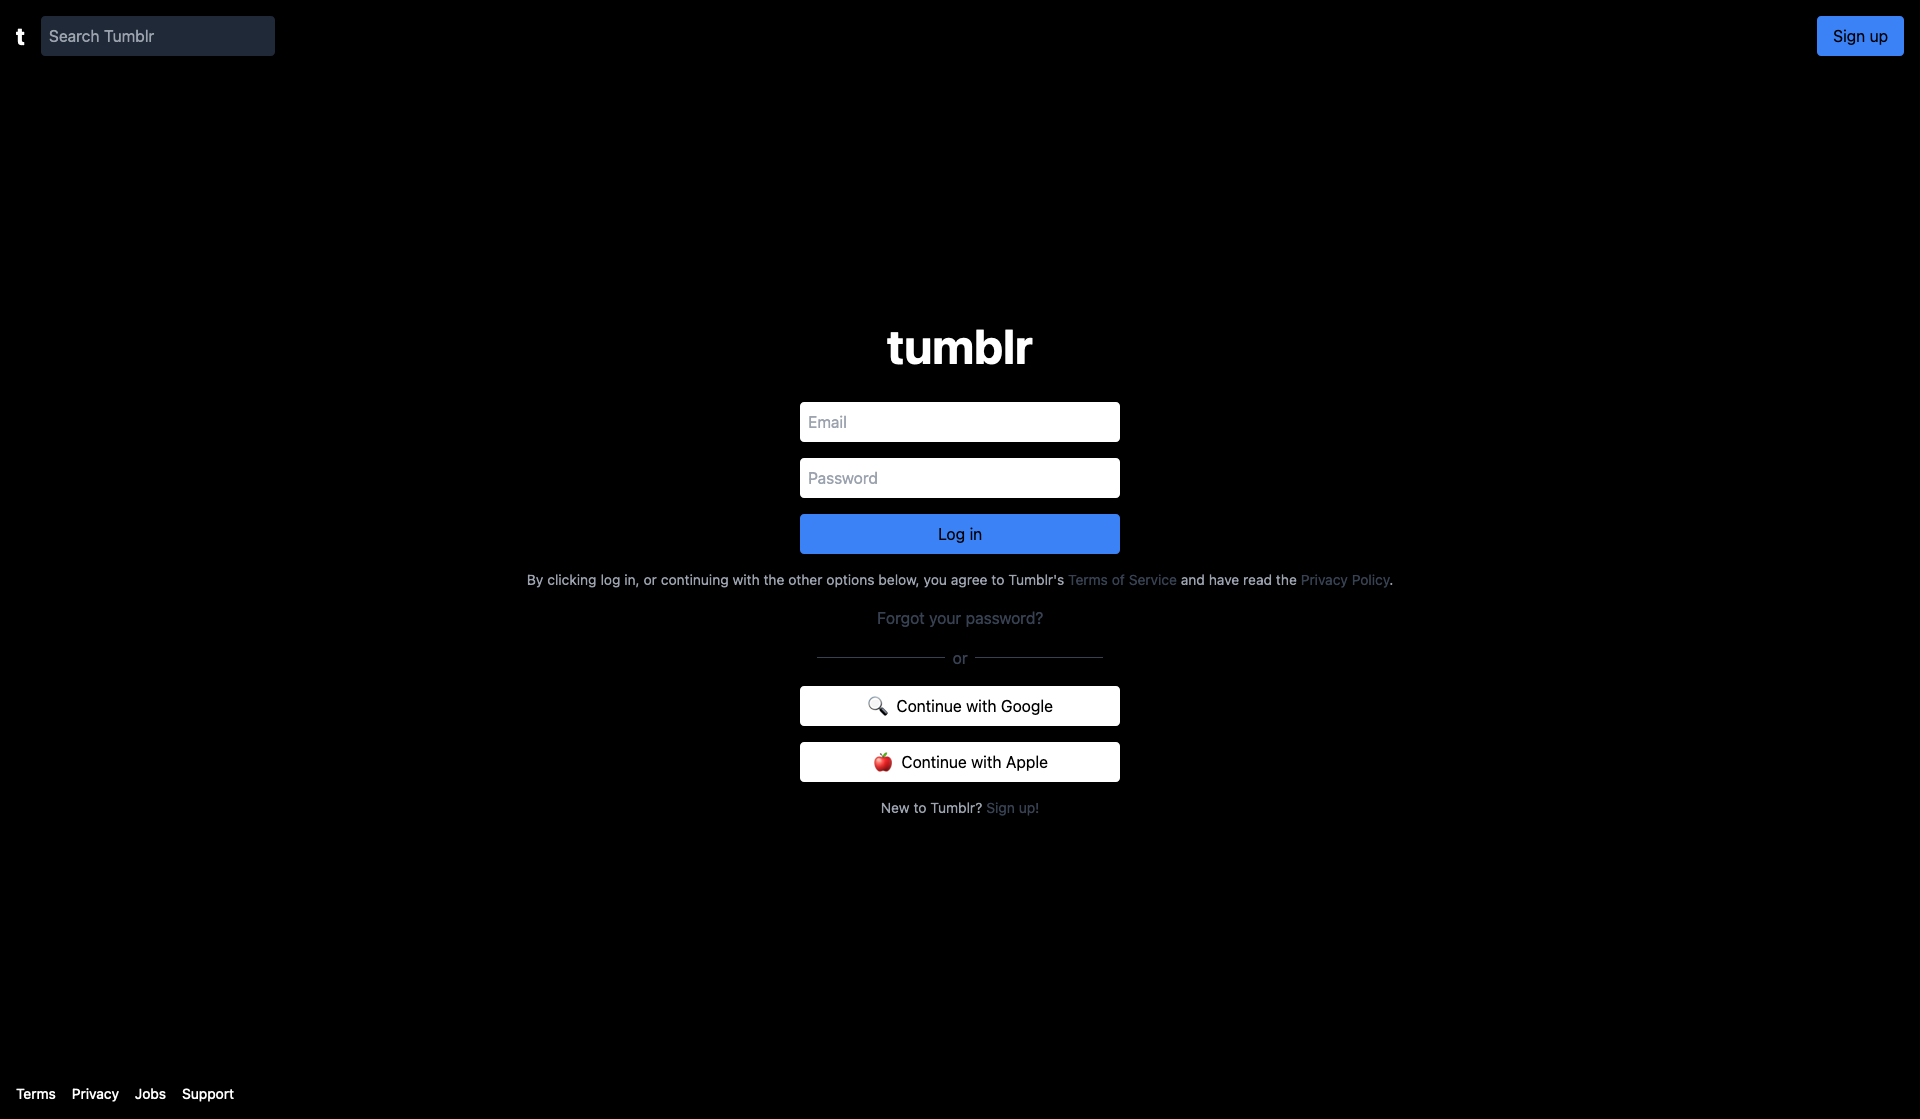 t
Search Tumblr
Sign up
tumblr
Email
Password
Log in
By clicking log in, or continuing with the other options below, you agree to Tumblr's Terms of Service and have read the Privacy Policy.
Forgot your password?
or
Continue with Google
Continue with Apple
New to Tumblr? Sign up!
Terms Privacy Jobs Support